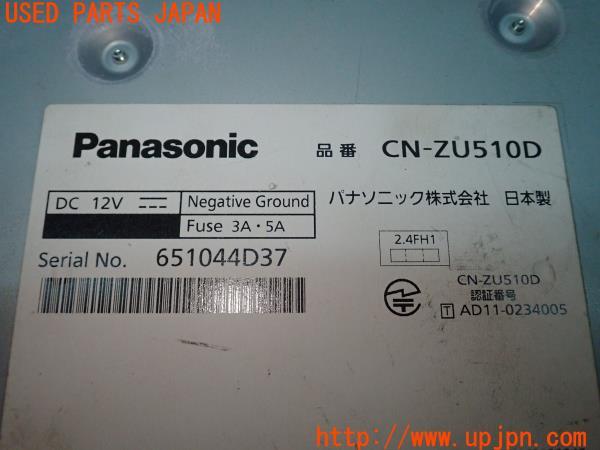 USED PARTS JAPAN
Panasonic 品番 CN-ZU510D
DC 12V Negative Ground
Fuse 3A・5A
パナソニック株式会社 日本製
Serial No. 651044D37
2.4FH1
CN-ZU510D
認証番号
T AD11-0234005
http://www.upjpn.com/